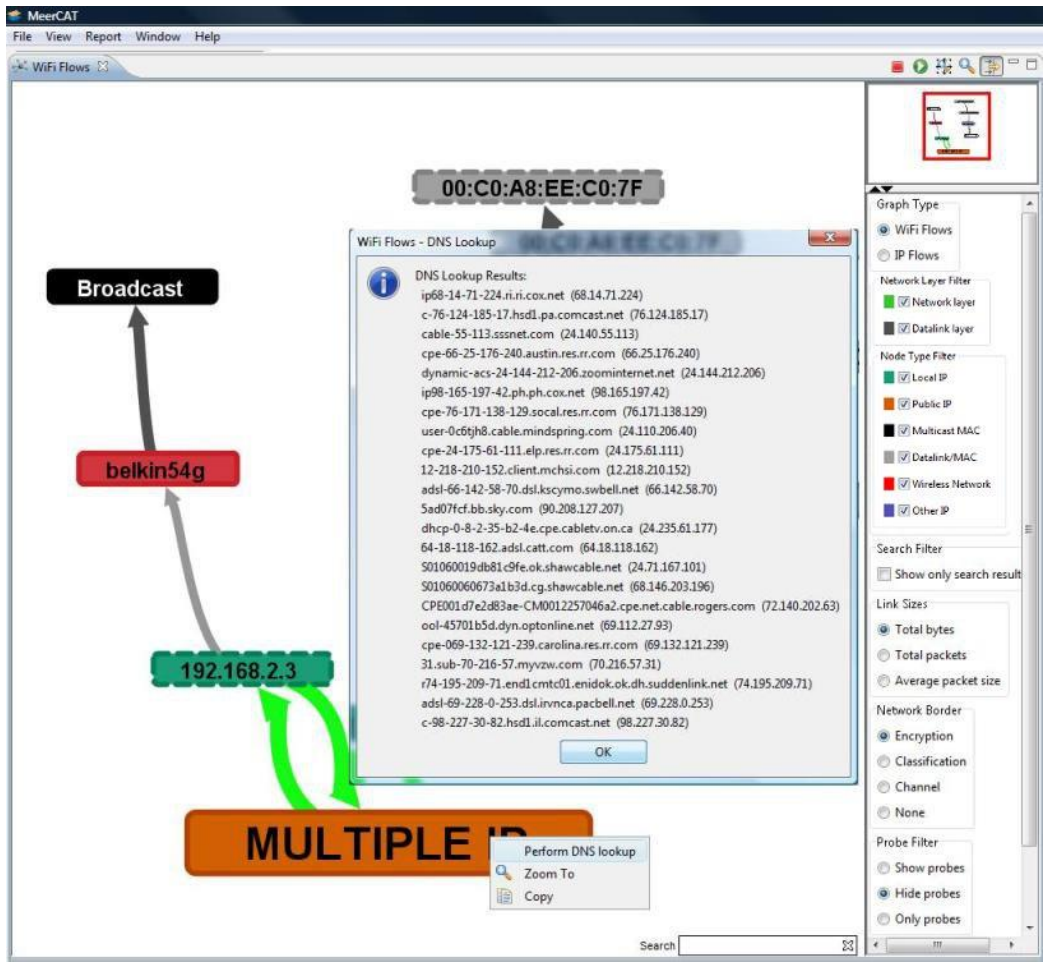 MeerCAT
File View Report Window Help
WiFi Flows
00:C0:A8:EE:C0:7F
Broadcast
belkin54g
192.168.2.3
MULTIPLE
WiFi Flows - DNS Lookup
00:C0:A8:EE:C0:7F
DNS Lookup Results:
ip68-14-71-224.ri.ri.cox.net (68.14.71.224)
c-76-124-185-17.hsd1.pa.comcast.net (76.124.185.17)
cable-55-113.sssnet.com (24.140.55.113)
cpe-66-25-176-240.austin.res.rr.com (66.25.176.240)
dynamic-acs-24-144-212-206.zoominternet.net (24.144.212.206)
ip98-165-197-42.ph.ph.cox.net (98.165.197.42)
cpe-76-171-138-129.socal.res.rr.com (76.171.138.129)
user-0c6tjh8.cable.mindspring.com (24.110.206.40)
cpe-24-175-61-111.elp.res.rr.com (24.175.61.111)
12-218-210-152.client.mchsi.com (12.218.210.152)
adsl-66-142-58-70.dsl.kscymo.swbell.net (66.142.58.70)
5ad07fcf.bb.sky.com (90.208.127.207)
dhcp-0-8-2-35-b2-4e.cpe.cabletv.on.ca (24.235.61.177)
64-18-118-162.adsl.catt.com (64.18.118.162)
S01060019db81c9fe.ok.shawcable.net (24.71.167.101)
S01060060673a1b3d.cg.shawcable.net (68.146.203.196)
CPE001d7e2d83ae-CM0012257046a2.cpe.net.cable.rogers.com (72.140.202.63)
ool-45701b5d.dyn.optonline.net (69.112.27.93)
cpe-069-132-121-239.carolina.res.rr.com (69.132.121.239)
31.sub-70-216-57.myvzw.com (70.216.57.31)
r74-195-209-71.end1cmtc01.enidok.ok.dh.suddenlink.net (74.195.209.71)
adsl-69-228-0-253.dsl.irvnca.pacbell.net (69.228.0.253)
c-98-227-30-82.hsd1.il.comcast.net (98.227.30.82)
OK
Perform DNS lookup
Zoom To
Copy
Search
Graph Type
WiFi Flows
IP Flows
Network Layer Filter
Network layer
Datalink layer
Node Type Filter
Local IP
Public IP
Multicast MAC
Datalink/MAC
Wireless Network
Other IP
Search Filter
Show only search result
Link Sizes
Total bytes
Total packets
Average packet size
Network Border
Encryption
Classification
Channel
None
Probe Filter
Show probes
Hide probes
Only probes